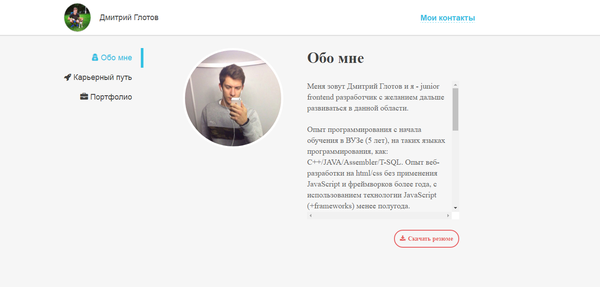 Дмитрий Глотов
Мои контакты
Обо мне
Карьерный путь
Портфолио
Обо мне
Меня зовут Дмитрий Глотов и я - junior
frontend разработчик с желанием дальше
развиваться в данной области.
Опыт программирования с начала
обучения в ВУЗе (5 лет), на таких языках
программирования, как:
C++/JAVA/Assembler/T-SQL. Опыт веб-
разработки на html/css без применения
JavaScript и фреймворков более года, с
использованием технологии JavaScript
(+frameworks) менее полугода.
Скачать резюме